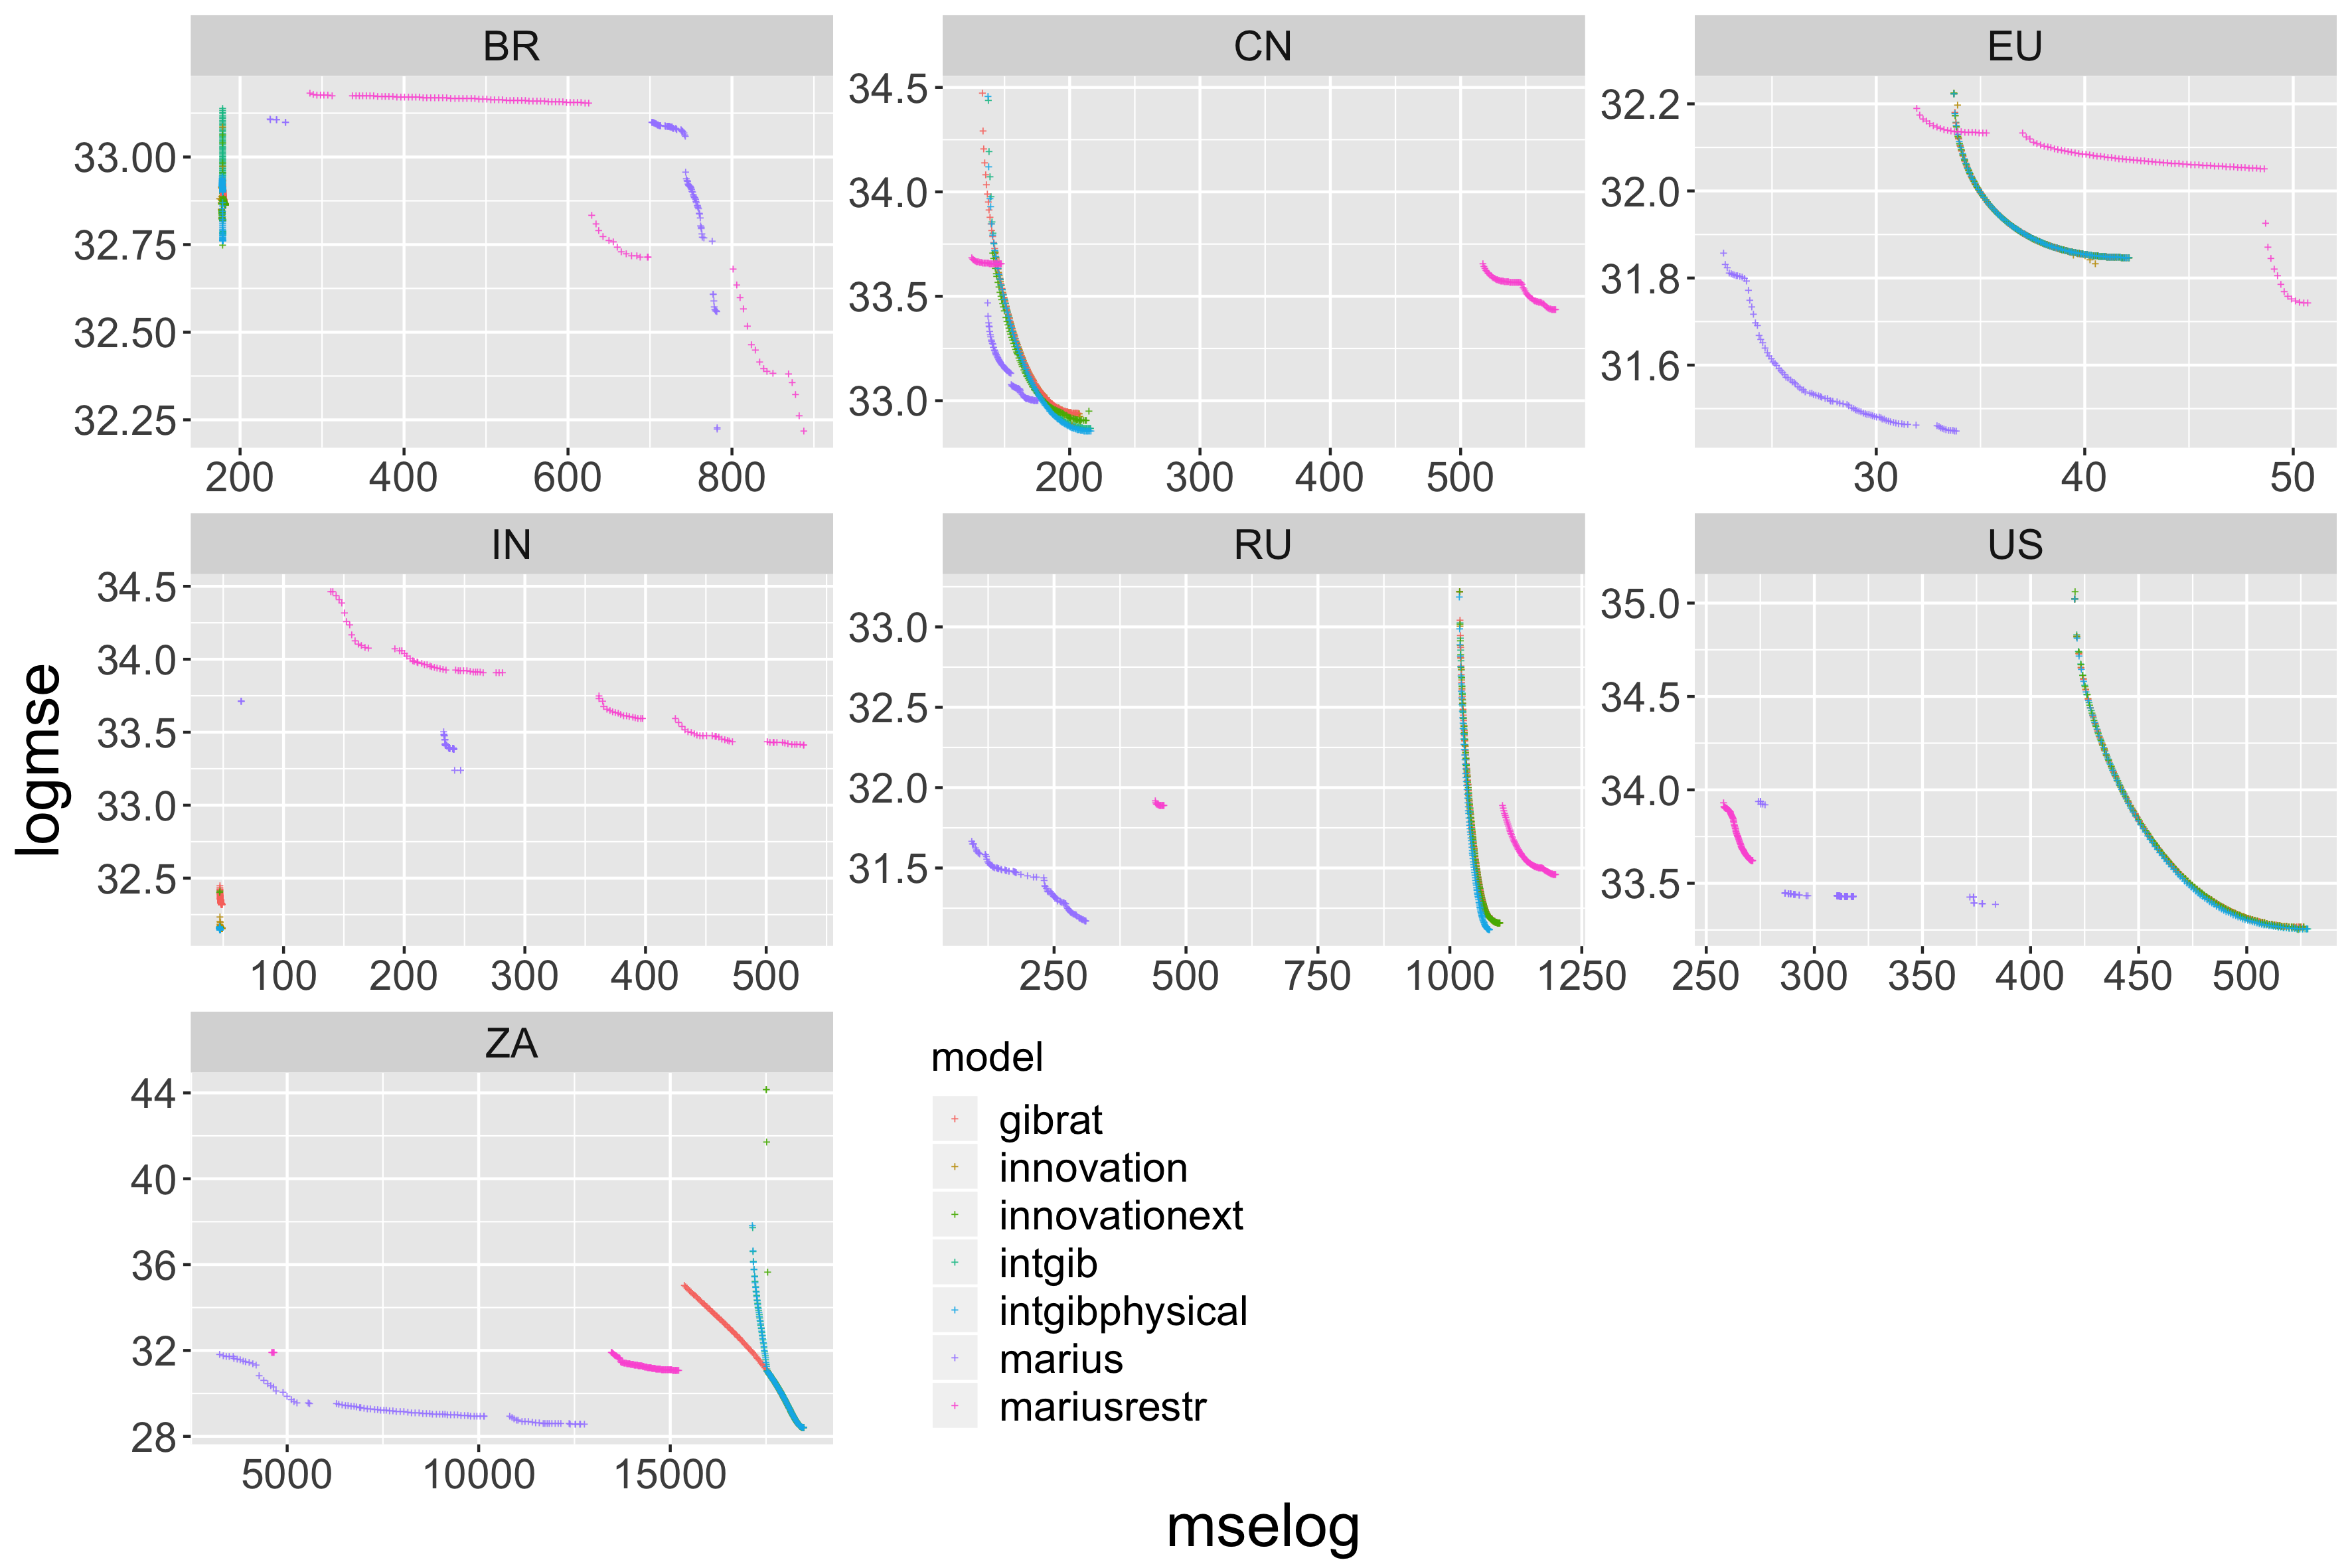 BR
CN
EU
33.00
32.75
32.50
32.25
200 400 600 800
34.5
34.0
33.5
33.0
200 300 400 500
32.2
32.0
31.8
31.6
30 40 50
IN
RU
US
34.5
34.0
33.5
33.0
32.5
100 200 300 400 500
33.0
32.5
32.0
31.5
250 500 750 1000 1250
35.0
34.5
34.0
33.5
250 300 350 400 450 500
logmse
ZA
44
40
36
32
28
5000 10000 15000
model
gibrat
innovation
innovationext
intgib
intgibphysical
marius
mariusrestr
mselog